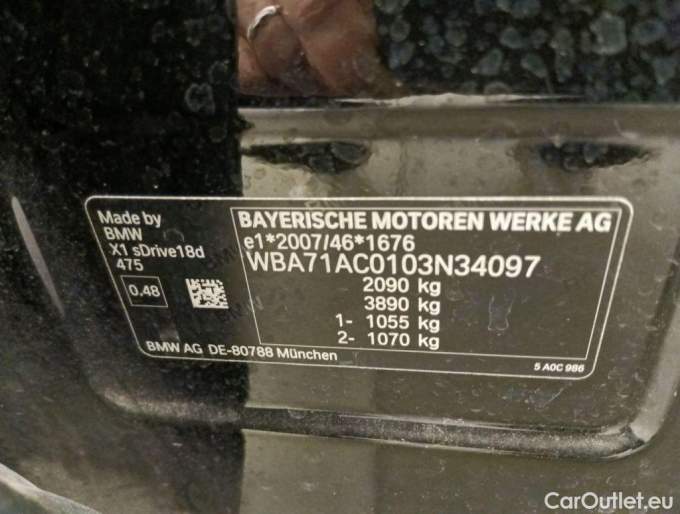 Made by
BMW
X1 sDrive18d
475
0.48
BAYERISCHE MOTOREN WERKE AG
e1*2007/46*1676
WBA71AC0103N34097
2090 kg
3890 kg
1- 1055 kg
2- 1070 kg
BMW AG DE-80788 München
5 A0C 986
CarOutlet.eu